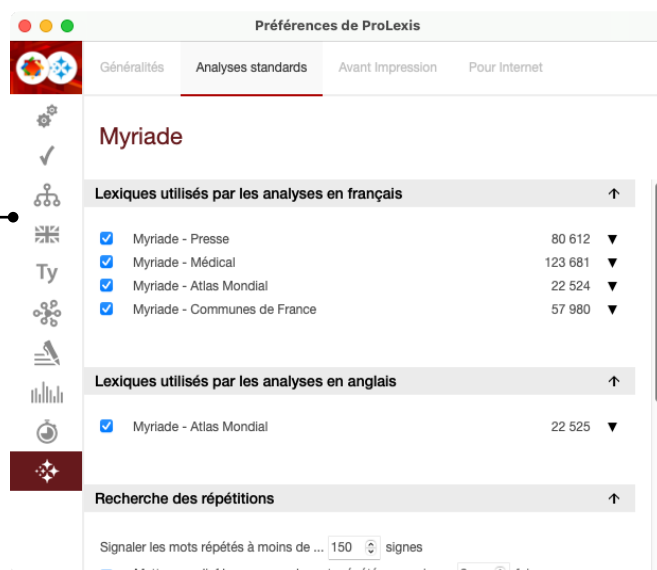 Préférences de ProLexis
Généralités Analyses standards Avant Impression Pour Internet
Myriade
Lexiques utilisés par les analyses en français
Myriade - Presse 80 612
Myriade - Médical 123 681
Myriade - Atlas Mondial 22 524
Myriade - Communes de France 57 980
Ty
Lexiques utilisés par les analyses en anglais
Myriade - Atlas Mondial 22 525
Recherche des répétitions
Signaler les mots répétés à moins de ... 150 signes